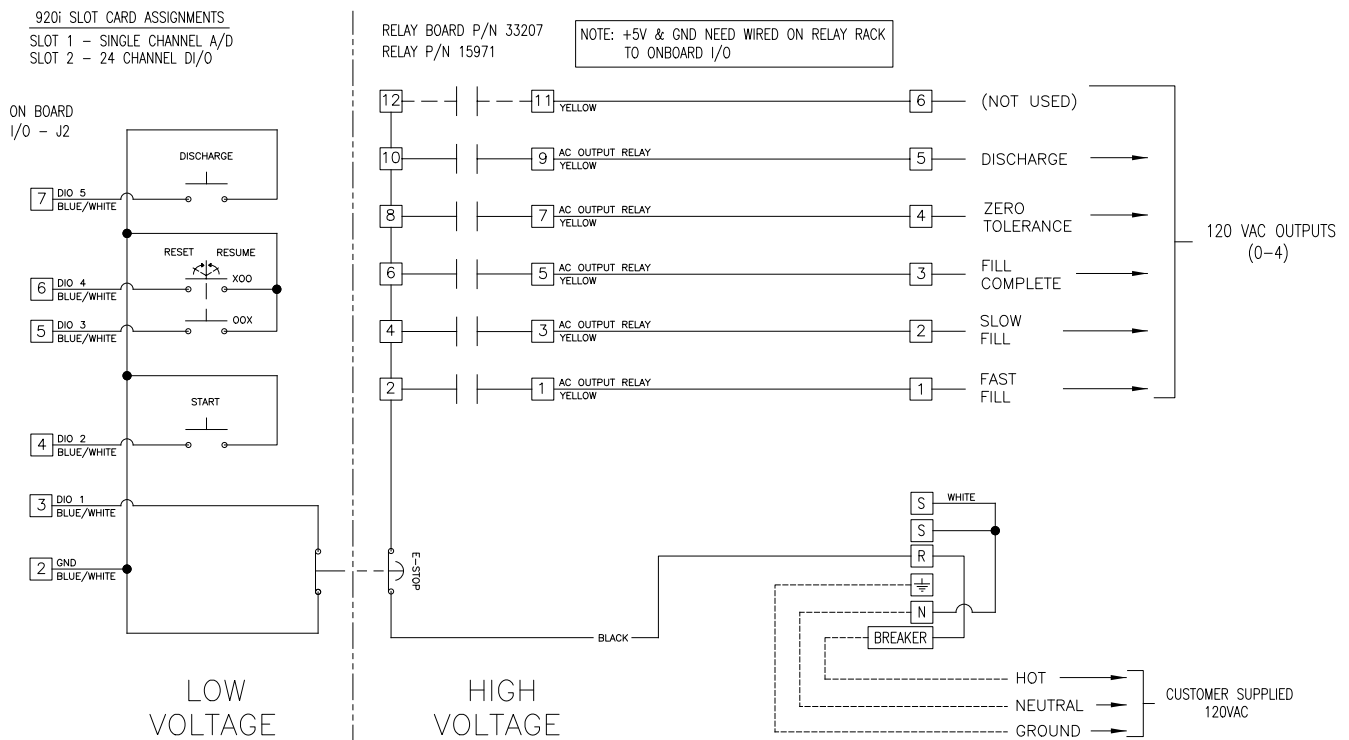 920i SLOT CARD ASSIGNMENTS
SLOT 1 – SINGLE CHANNEL A/D
SLOT 2 – 24 CHANNEL DI/O
RELAY BOARD P/N 33207
RELAY P/N 15971
NOTE: +5V & GND NEED WIRED ON RELAY RACK
TO ONBOARD I/O
ON BOARD
I/O – J2
12
11
YELLOW
6
(NOT USED)
DISCHARGE
10
9
AC OUTPUT RELAY
YELLOW
5
DISCHARGE
7
DIO 5
BLUE/WHITE
8
7
AC OUTPUT RELAY
YELLOW
4
ZERO
TOLERANCE
120 VAC OUTPUTS
(0–4)
RESET RESUME
XOO
6
DIO 4
BLUE/WHITE
6
5
AC OUTPUT RELAY
YELLOW
3
FILL
COMPLETE
OOX
5
DIO 3
BLUE/WHITE
4
3
AC OUTPUT RELAY
YELLOW
2
SLOW
FILL
2
1
AC OUTPUT RELAY
YELLOW
1
FAST
FILL
START
4
DIO 2
BLUE/WHITE
3
DIO 1
BLUE/WHITE
2
GND
BLUE/WHITE
E–STOP
S
WHITE
S
R
N
BREAKER
BLACK
HOT
NEUTRAL
GROUND
CUSTOMER SUPPLIED
120VAC
LOW
VOLTAGE
HIGH
VOLTAGE